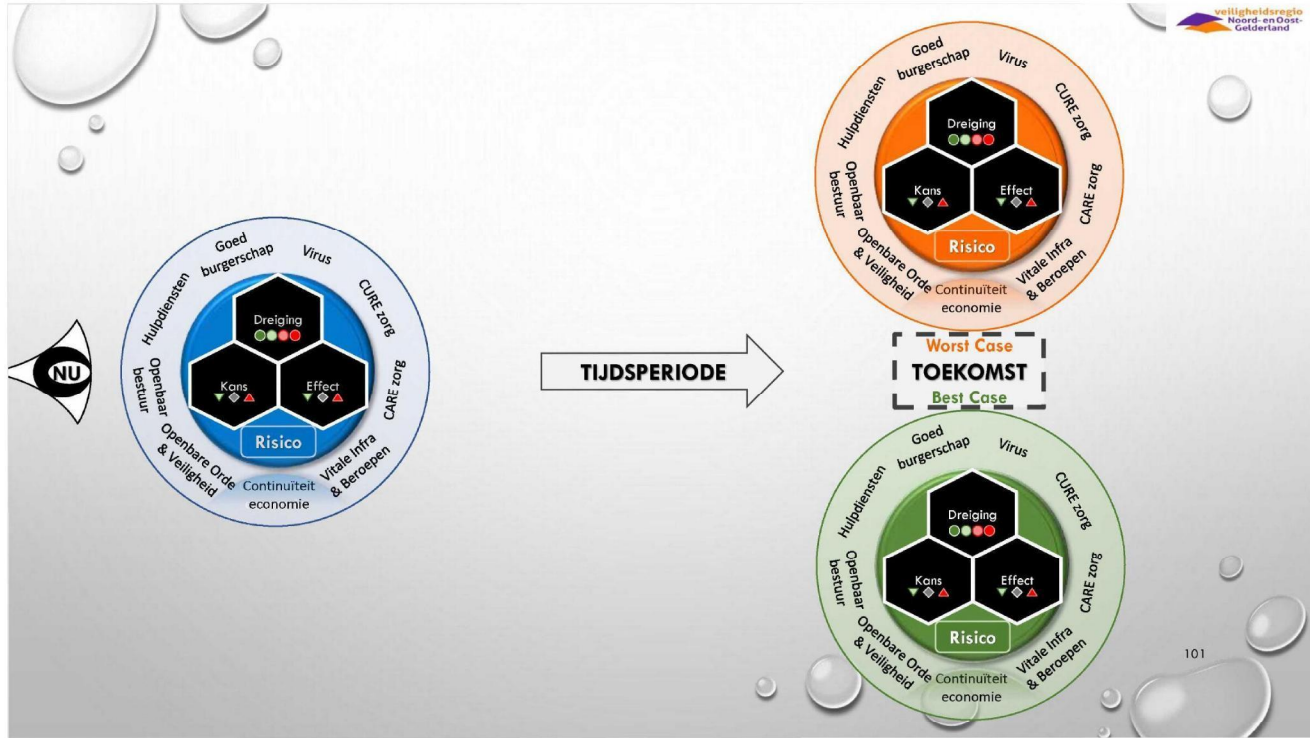 veiligheidsregio
Noord- en Oost-
Gelderland
NU
Goed
burgerschap
Virus
CURE zorg
CARE zorg
Vitale Infra
& Beroepen
Continuïteit
economie
Openbare Orde
& Veiligheid
Openbaar
bestuur
Hulpdiensten
Dreiging
Kans
Effect
Risico
TIJDSPERIODE
Goed
burgerschap
Virus
CURE zorg
CARE zorg
Vitale Infra
& Beroepen
Continuïteit
economie
Openbare Orde
& Veiligheid
Openbaar
bestuur
Hulpdiensten
Dreiging
Kans
Effect
Risico
Worst Case
TOEKOMST
Best Case
Goed
burgerschap
Virus
CURE zorg
CARE zorg
Vitale Infra
& Beroepen
Continuïteit
economie
Openbare Orde
& Veiligheid
Openbaar
bestuur
Hulpdiensten
Dreiging
Kans
Effect
Risico
101